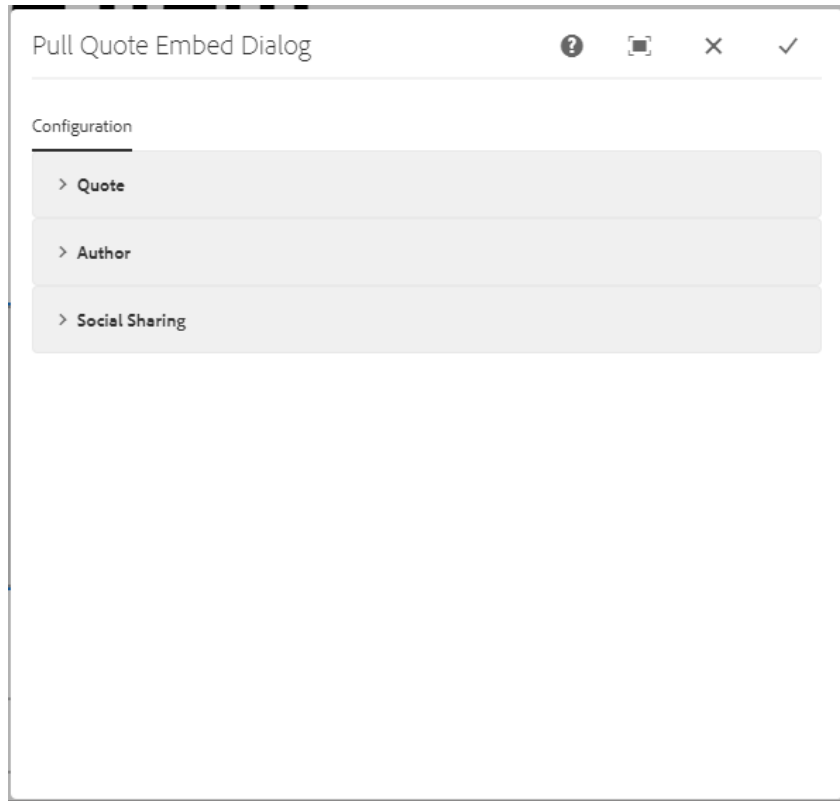 Pull Quote Embed Dialog
Configuration
Quote
Author
Social Sharing